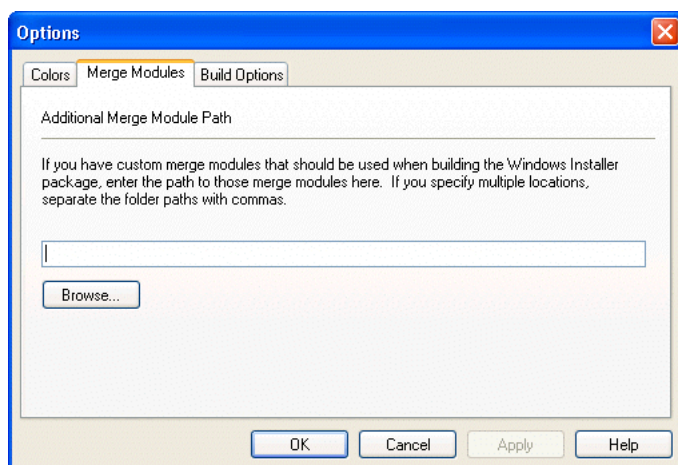 Options
Colors Merge Modules Build Options
Additional Merge Module Path
If you have custom merge modules that should be used when building the Windows Installer
package, enter the path to those merge modules here.  If you specify multiple locations,
separate the folder paths with commas.
Browse...
OK Cancel Apply Help